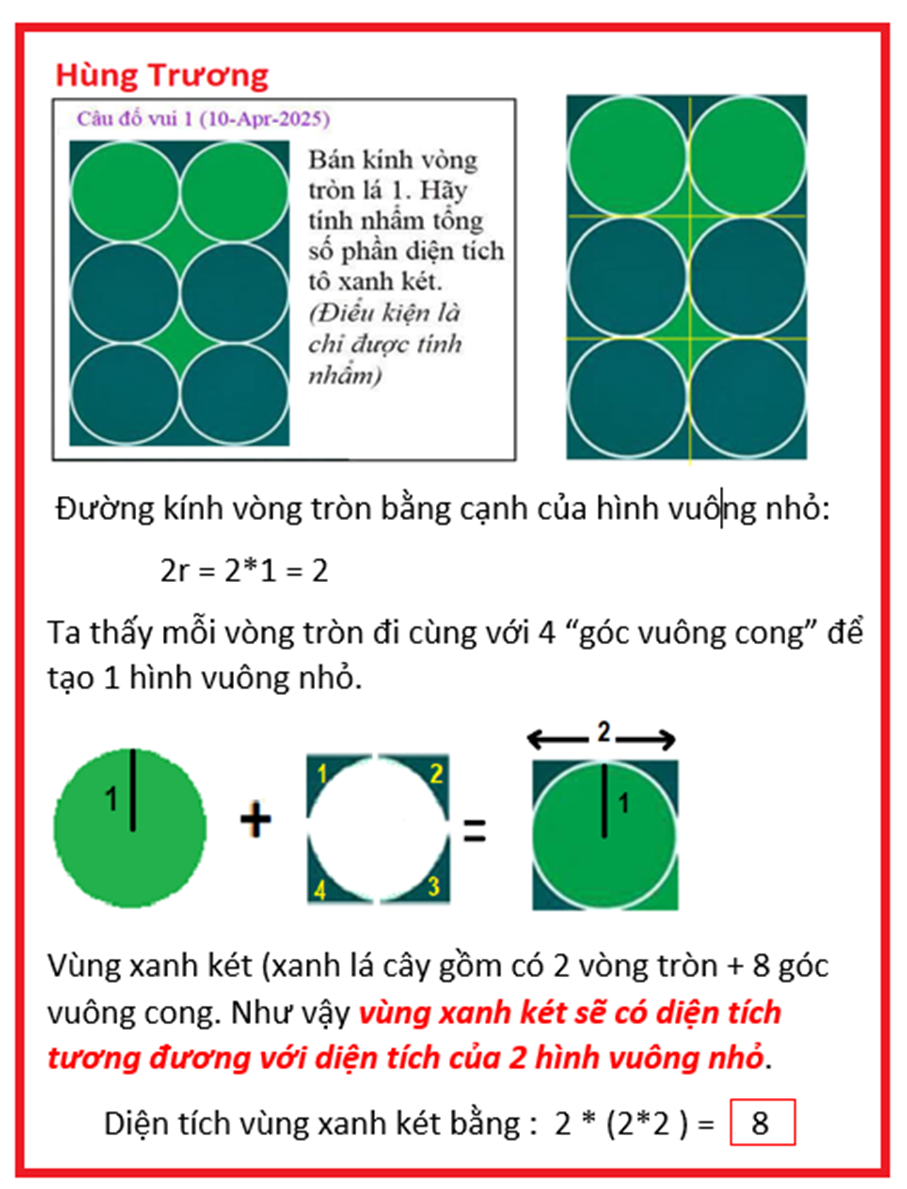 Hùng Trương
Câu đố vui 1 (10-Apr-2025)
Bán kính vòng
tròn lá 1. Hãy
tính nhẩm tổng
số phần diện tích
tô xanh két.
(Điều kiện là
chỉ được tính
nhẩm)
Đường kính vòng tròn bằng cạnh của hình vuông nhỏ:
2r = 2*1 = 2
Ta thấy mỗi vòng tròn đi cùng với 4 “góc vuông cong” để
tạo 1 hình vuông nhỏ.
1
+
1 2
4 3
=
2
1
Vùng xanh két (xanh lá cây gồm có 2 vòng tròn + 8 góc
vuông cong. Như vậy vùng xanh két sẽ có diện tích
tương đương với diện tích của 2 hình vuông nhỏ.
Diện tích vùng xanh két bằng : 2 * (2*2 ) = 8